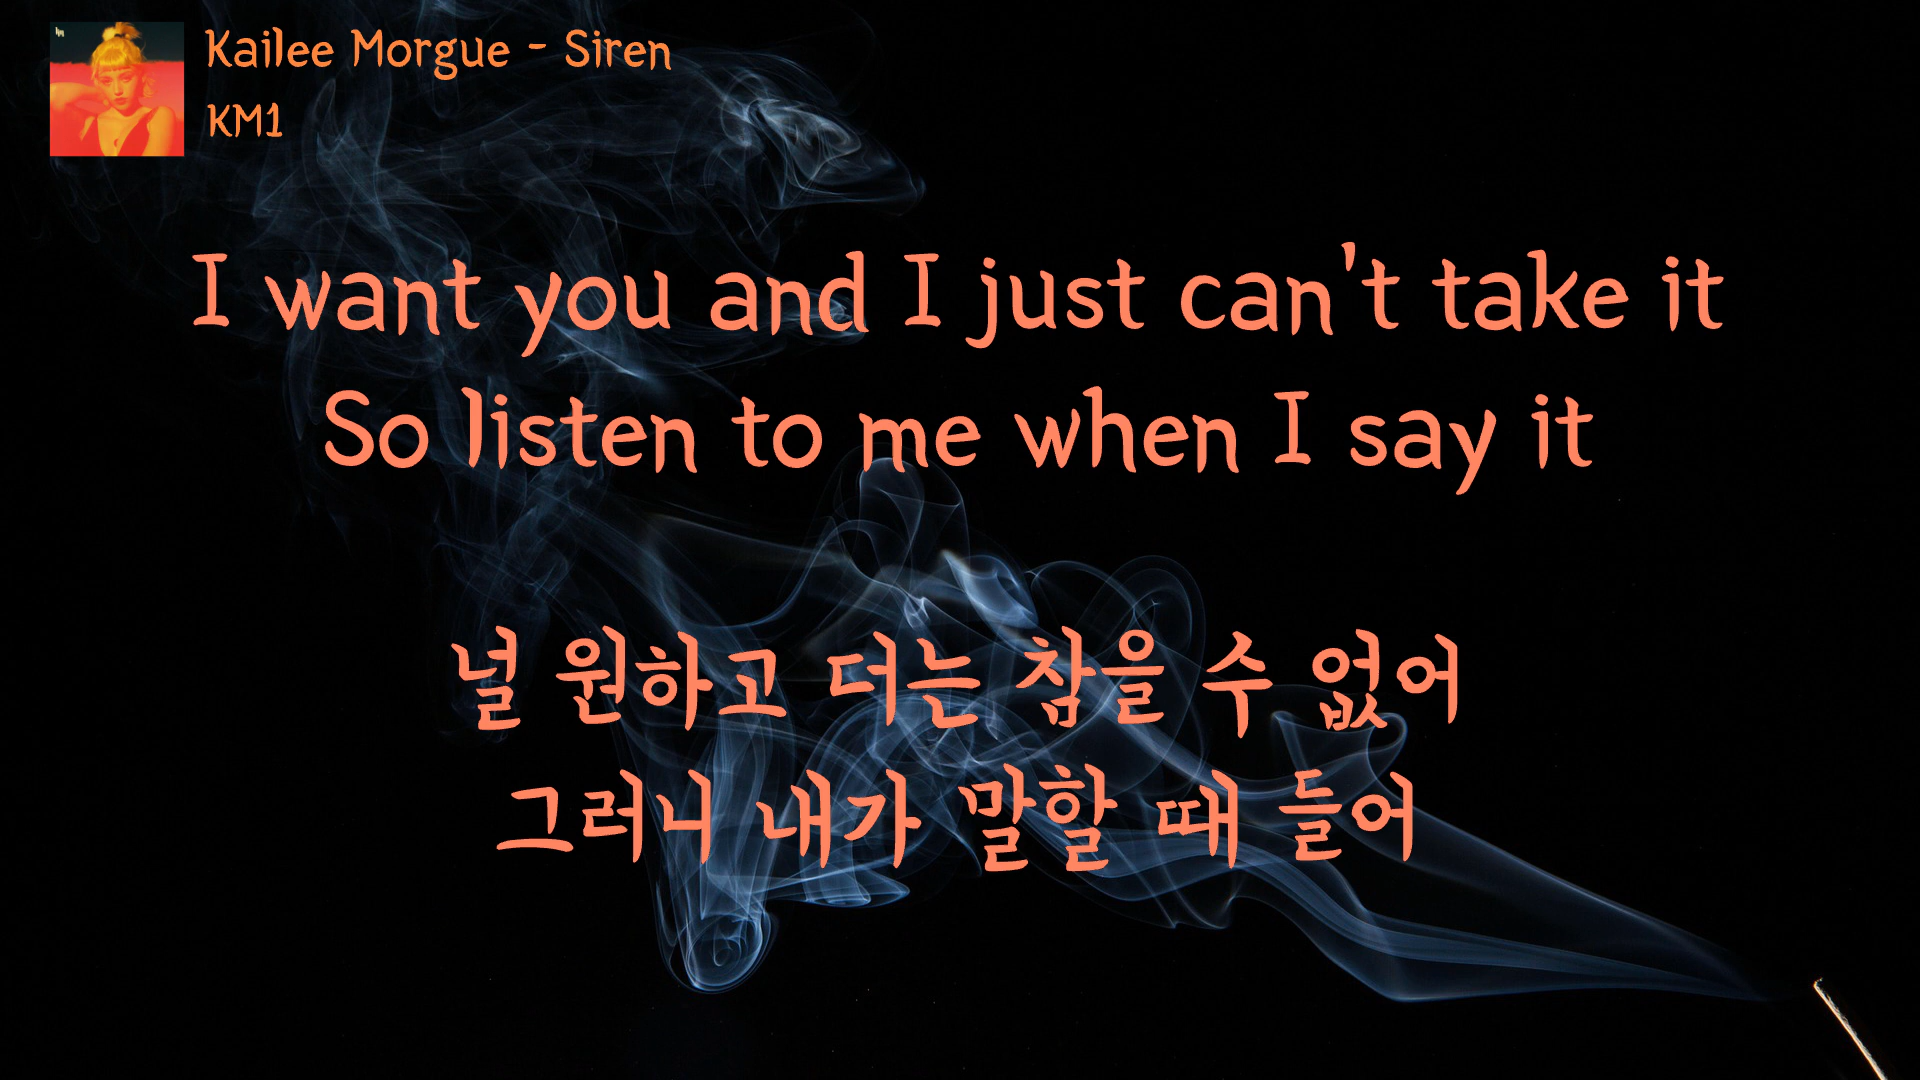 Kailee Morgue - Siren
KM1
I want you and I just can't take it
So listen to me when I say it
널 원하고 더는 참을 수 없어
그러니 내가 말할 때 들어